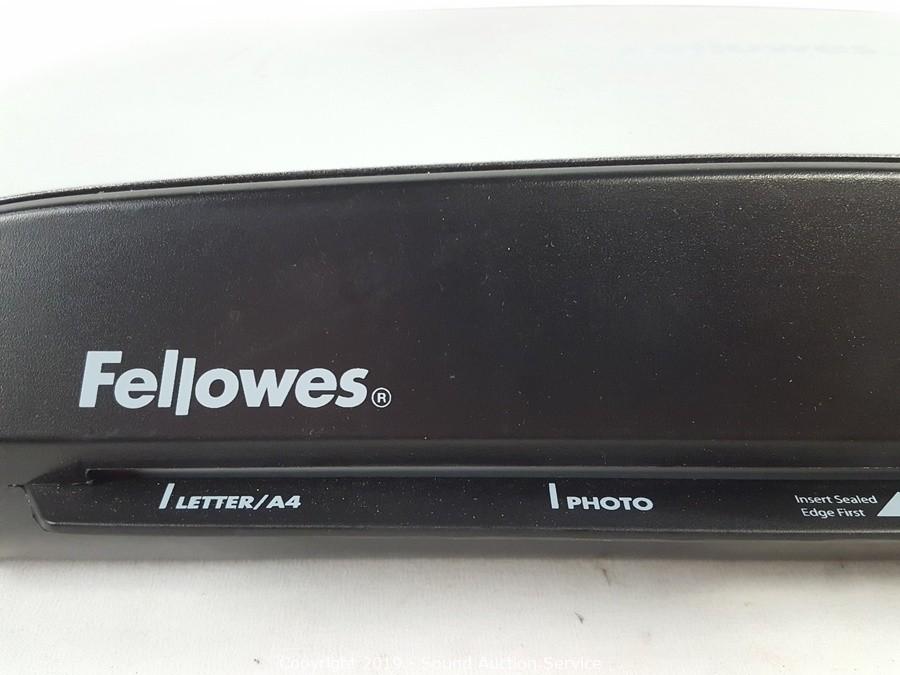 Fellowes®
LETTER/A4
PHOTO
Insert Sealed
Edge First
Copyright 2019 - Sound Auction Service